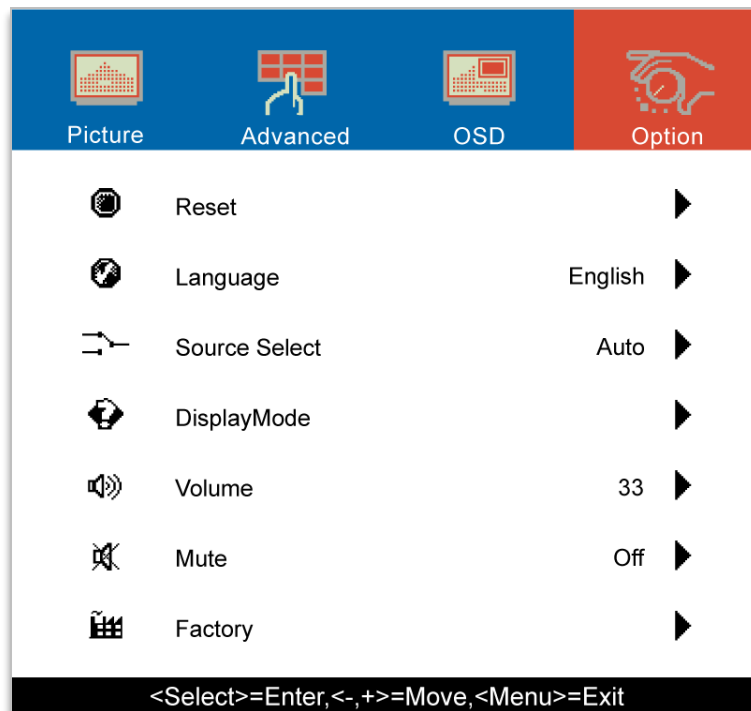 Picture Advanced OSD Option
Reset
Language English
Source Select Auto
DisplayMode
Volume 33
Mute Off
Factory
<Select>=Enter,<-,+>=Move,<Menu>=Exit